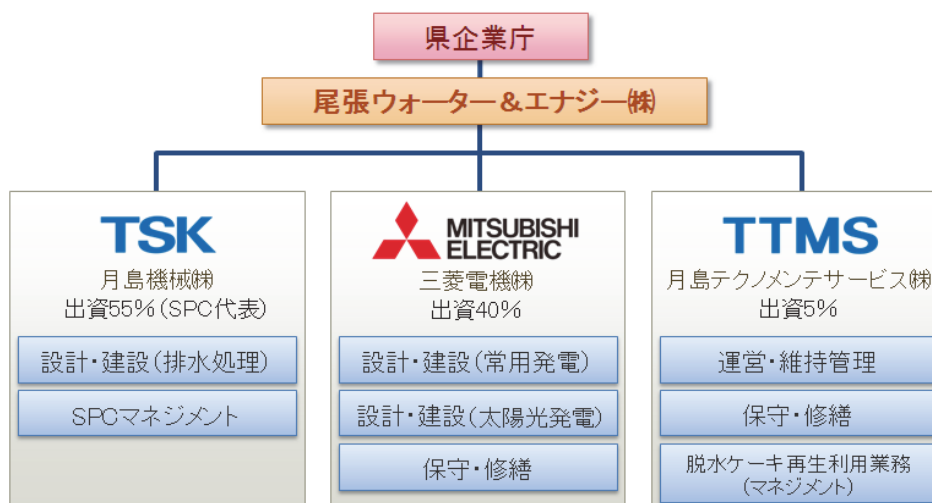 県企業庁
尾張ウォーター＆エナジー㈱
TSK
月島機械㈱
出資55%(SPC代表)
設計・建設(排水処理)
SPCマネジメント
MITSUBISHI
ELECTRIC
三菱電機㈱
出資40%
設計・建設(常用発電)
設計・建設(太陽光発電)
保守・修繕
TTMS
月島テクノメンテサービス㈱
出資5%
運営・維持管理
保守・修繕
脱水ケーキ再生利用業務
(マネジメント)